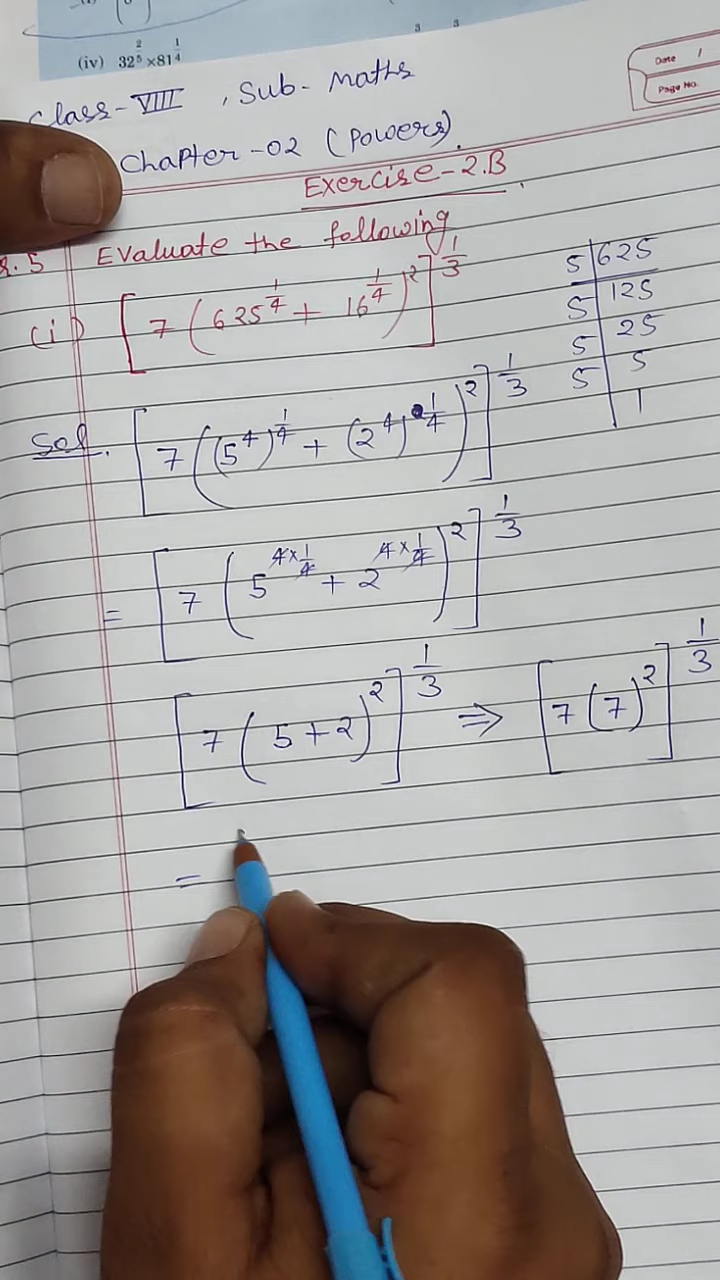 (iv) 32^{2/5} ×81^{1/4}
Date /
Page No.
Class-VIII , Sub- Maths
Chapter-02 (Powers).
Exercise-2.B.
5 Evaluate the following
(i) [7(625^{1/4} + 16^{1/4})^2]^{1/3}
5|625
5|125
5|25
5|5
|1
Sol. [7((5^4)^{1/4} + (2^4)^{1/4})^2]^{1/3}
= [7(5^{4×1/4} + 2^{4×1/4})^2]^{1/3}
[7(5+2)^2]^{1/3} ⇒ [7(7)^2]^{1/3}
=